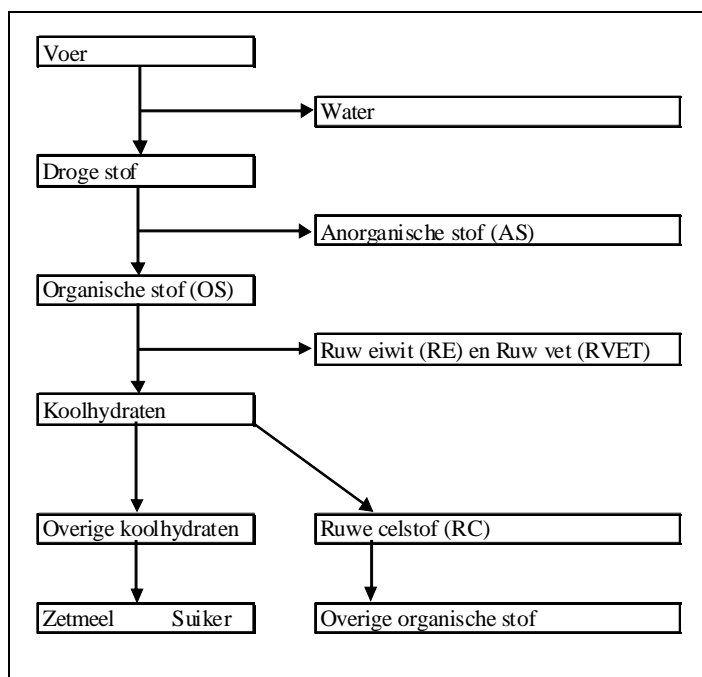 Voer
Water
Droge stof
Anorganische stof (AS)
Organische stof (OS)
Ruw eiwit (RE) en Ruw vet (RVET)
Koolhydraten
Overige koolhydraten
Ruwe celstof (RC)
Zetmeel Suiker
Overige organische stof